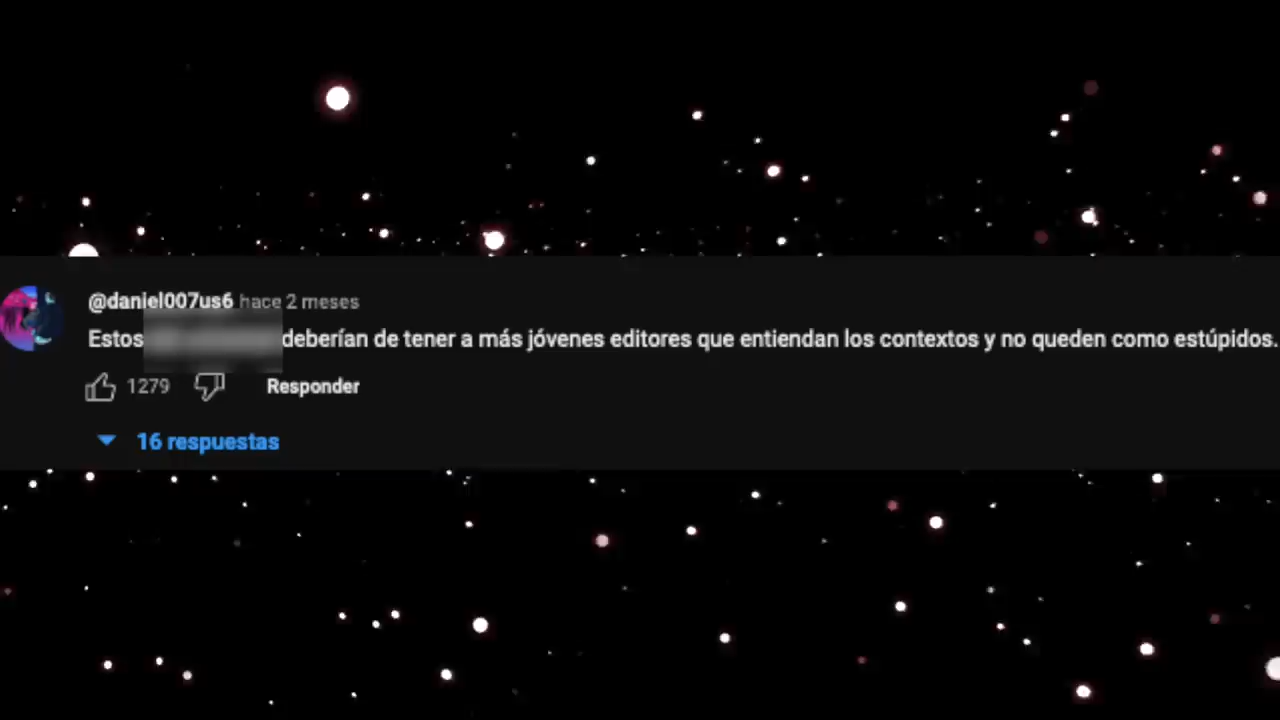 @daniel007us6 hace 2 meses
Estos deberían de tener a más jóvenes editores que entiendan los contextos y no queden como estúpidos.
1279 Responder
16 respuestas